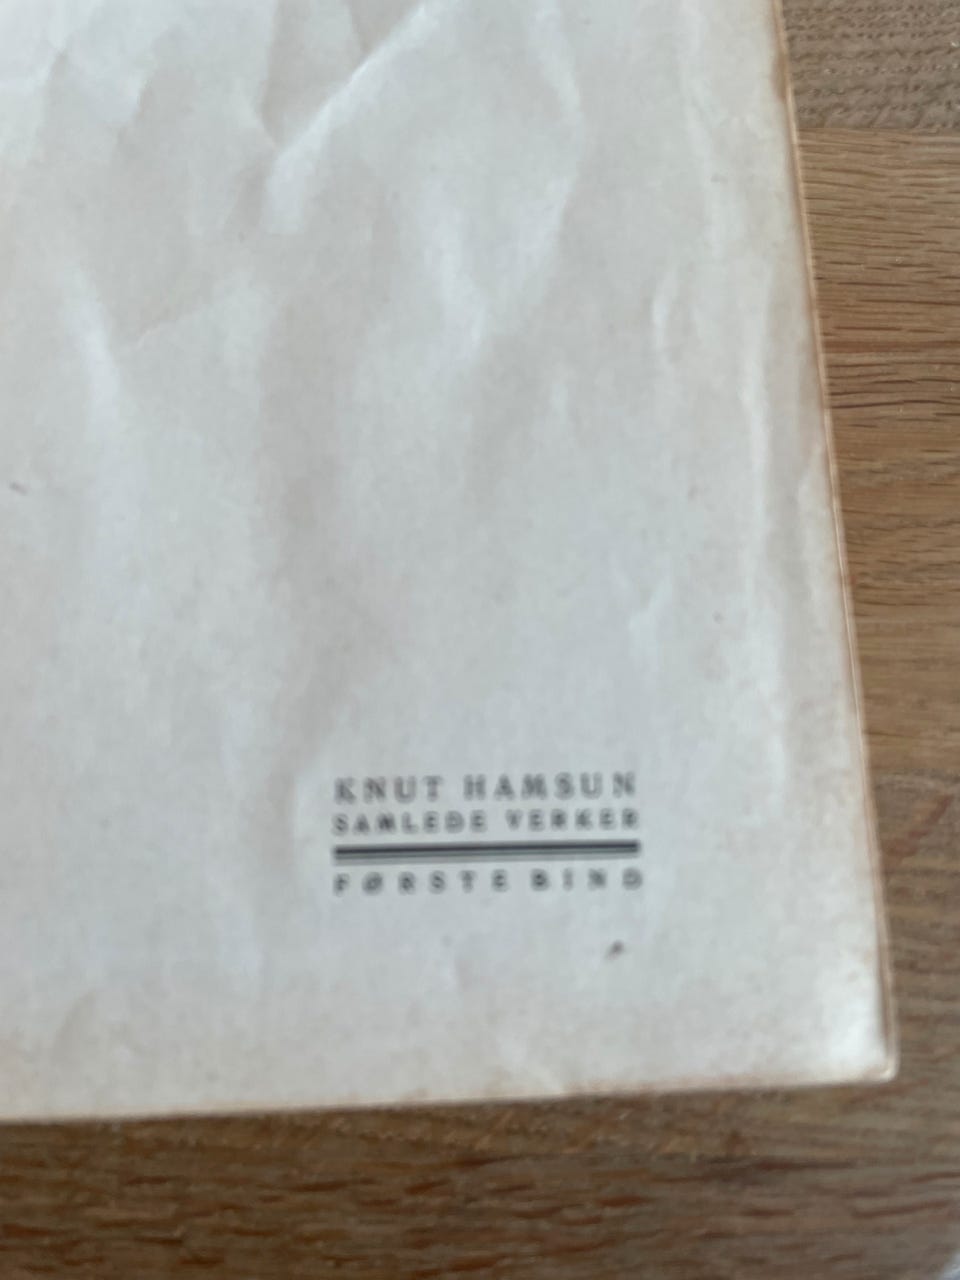 KNUT HAMSUN
SAMLEDE VERKER
FØRSTE BIND